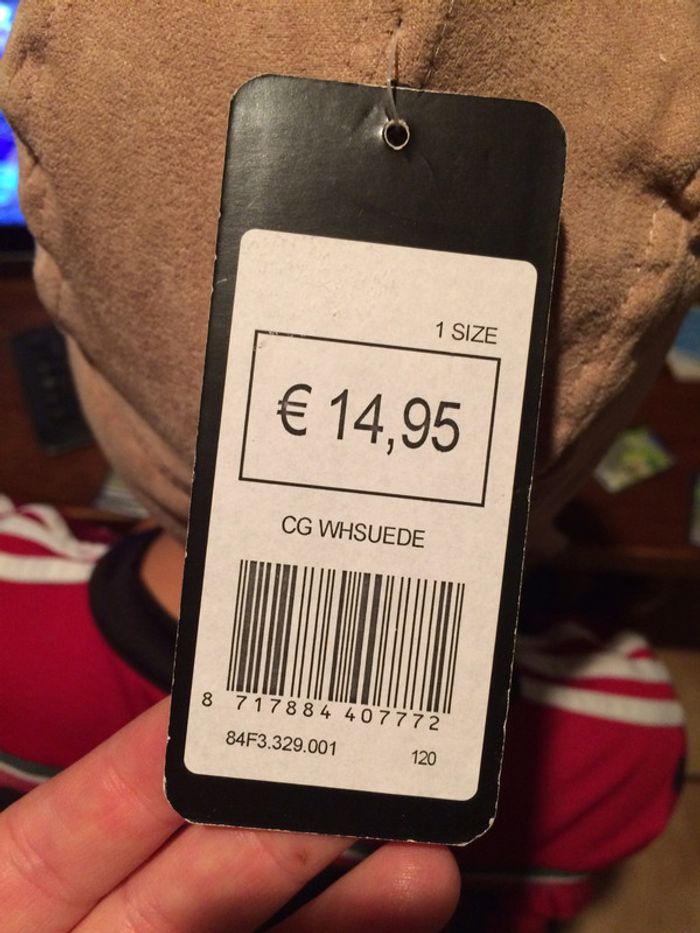 1 SIZE
€ 14,95
CG WHSUEDE
8 717884 407772
84F3.329.001 120